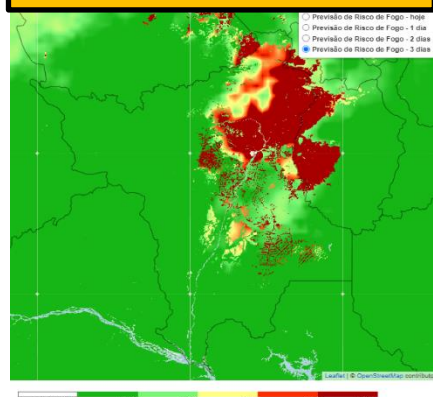 Previsão de Risco de Fogo - hoje
Previsão de Risco de Fogo - 1 dia
Previsão de Risco de Fogo - 2 dias
Previsão de Risco de Fogo - 3 dias
Leaflet | © OpenStreetMap contributo